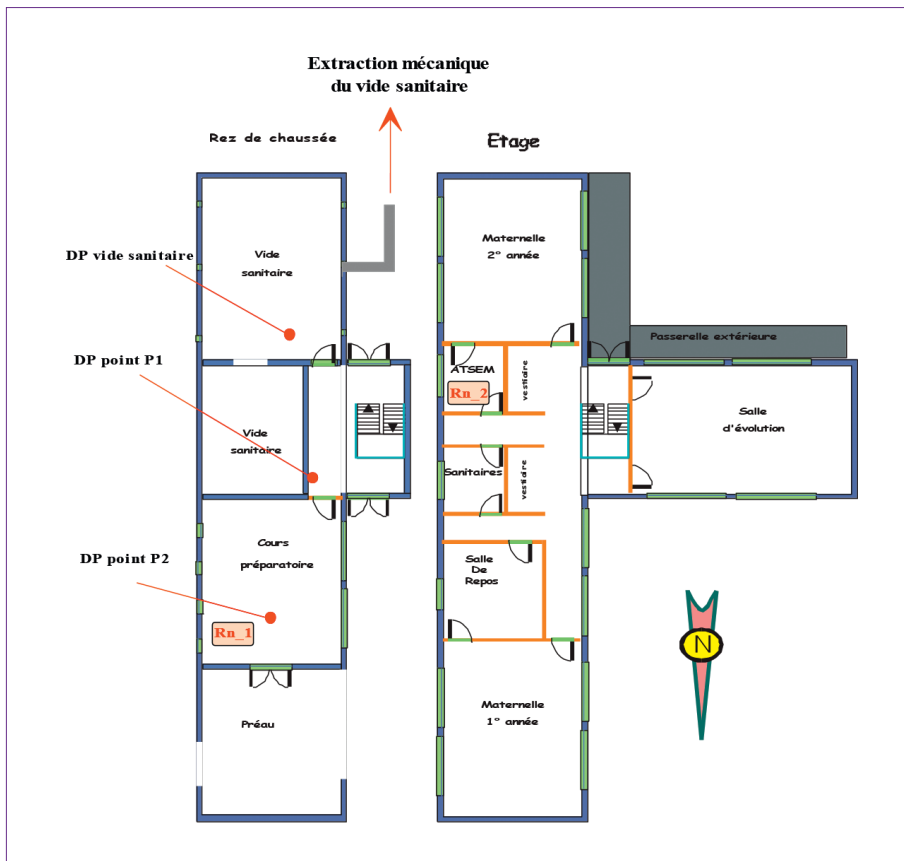 Extraction mécanique
du vide sanitaire
Rez de chaussée
Etage
DP vide sanitaire
Vide
sanitaire
Maternelle
2° année
Passerelle extérieure
DP point P1
ATSEM
Rn_2
vestiaire
Salle
d'évolution
Vide
sanitaire
Sanitaires
vestiaire
DP point P2
Cours
préparatoire
Rn_1
Salle
De
Repos
N
Préau
Maternelle
1° année